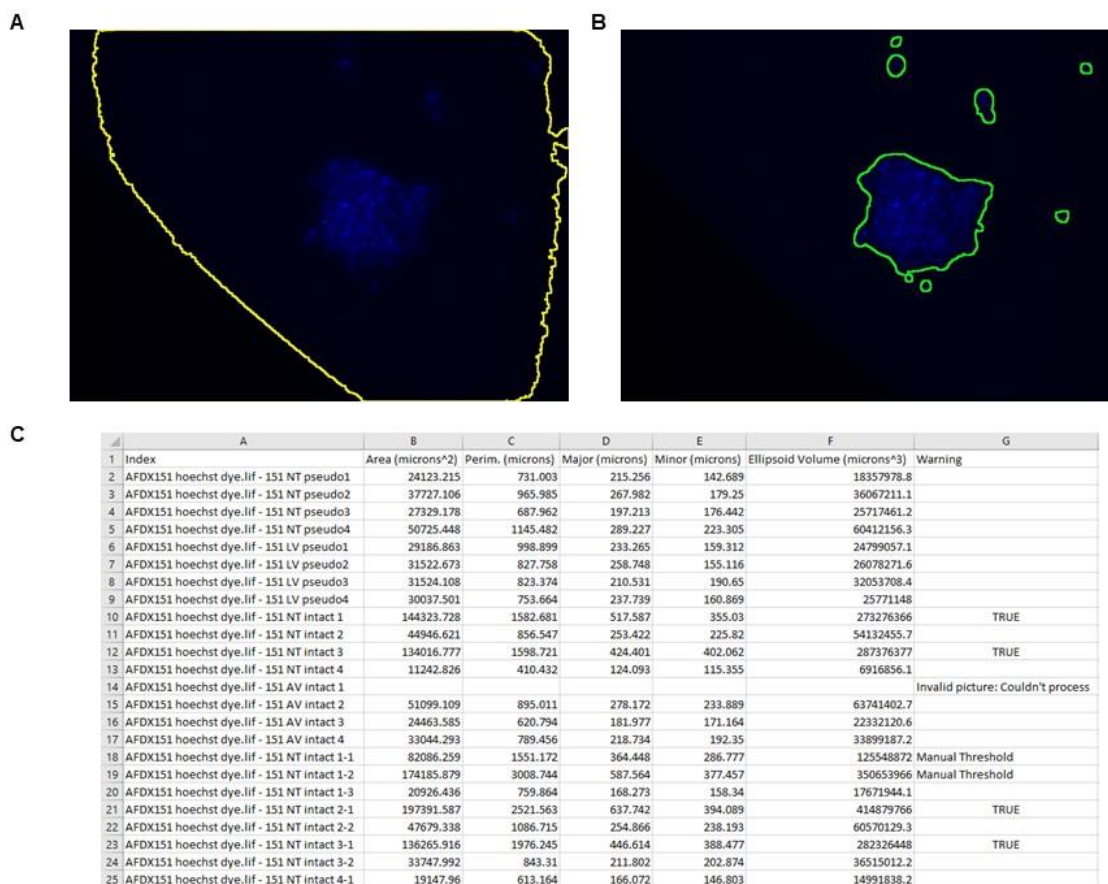 A
B
C
A B C D E F G
1 Index Area (microns^2) Perim. (microns) Major (microns) Minor (microns) Ellipsoid Volume (microns^3) Warning
2 AFDX151 hoechst dye.lif - 151 NT pseudo1 24123.215 731.003 215.256 142.689 18357978.8
3 AFDX151 hoechst dye.lif - 151 NT pseudo2 37727.106 965.985 267.982 179.25 36067211.1
4 AFDX151 hoechst dye.lif - 151 NT pseudo3 27329.178 687.962 197.213 176.442 25717461.2
5 AFDX151 hoechst dye.lif - 151 NT pseudo4 50725.448 1145.482 289.227 223.305 60412156.3
6 AFDX151 hoechst dye.lif - 151 LV pseudo1 29186.863 998.899 233.265 159.312 24799057.1
7 AFDX151 hoechst dye.lif - 151 LV pseudo2 31522.673 827.758 258.748 155.116 26078271.6
8 AFDX151 hoechst dye.lif - 151 LV pseudo3 31524.108 823.374 210.531 190.65 32053708.4
9 AFDX151 hoechst dye.lif - 151 LV pseudo4 30037.501 753.664 237.739 160.869 25771148
10 AFDX151 hoechst dye.lif - 151 NT intact 1 144323.728 1582.681 517.587 355.03 273276366 TRUE
11 AFDX151 hoechst dye.lif - 151 NT intact 2 44946.621 856.547 253.422 225.82 54132455.7
12 AFDX151 hoechst dye.lif - 151 NT intact 3 134016.777 1598.721 424.401 402.062 287376377 TRUE
13 AFDX151 hoechst dye.lif - 151 NT intact 4 11242.826 410.432 124.093 115.355 6916856.1
14 AFDX151 hoechst dye.lif - 151 AV intact 1 Invalid picture: Couldn't process
15 AFDX151 hoechst dye.lif - 151 AV intact 2 51099.109 895.011 278.172 233.889 63741402.7
16 AFDX151 hoechst dye.lif - 151 AV intact 3 24463.585 620.794 181.977 171.164 22332120.6
17 AFDX151 hoechst dye.lif - 151 AV intact 4 33044.293 789.456 218.734 192.35 33899187.2
18 AFDX151 hoechst dye.lif - 151 NT intact 1-1 82086.259 1551.172 364.448 286.777 125548872 Manual Threshold
19 AFDX151 hoechst dye.lif - 151 NT intact 1-2 174185.879 3008.744 587.564 377.457 350653966 Manual Threshold
20 AFDX151 hoechst dye.lif - 151 NT intact 1-3 20926.436 759.864 168.273 158.34 17671944.1
21 AFDX151 hoechst dye.lif - 151 NT intact 2-1 197391.587 2521.563 637.742 394.089 414879766 TRUE
22 AFDX151 hoechst dye.lif - 151 NT intact 2-2 47679.338 1086.715 254.866 238.193 60570129.3
23 AFDX151 hoechst dye.lif - 151 NT intact 3-1 136265.916 1976.245 446.614 388.477 282326448 TRUE
24 AFDX151 hoechst dye.lif - 151 NT intact 3-2 33747.992 843.31 211.802 202.874 36515012.2
25 AFDX151 hoechst dye.lif - 151 NT intact 4-1 19147.96 613.164 166.072 146.803 14991838.2